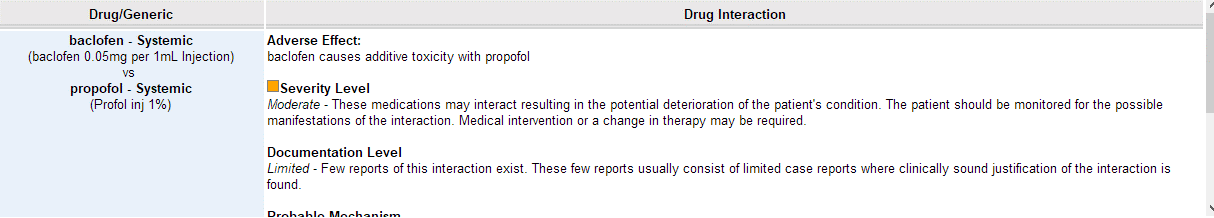 Drug/Generic
Drug Interaction
baclofen - Systemic
(baclofen 0.05mg per 1mL Injection)
vs
propofol - Systemic
(Profol inj 1%)
Adverse Effect:
baclofen causes additive toxicity with propofol
Severity Level
Moderate - These medications may interact resulting in the potential deterioration of the patient's condition. The patient should be monitored for the possible
manifestations of the interaction. Medical intervention or a change in therapy may be required.
Documentation Level
Limited - Few reports of this interaction exist. These few reports usually consist of limited case reports where clinically sound justification of the interaction is
found.
Probable Mechanism